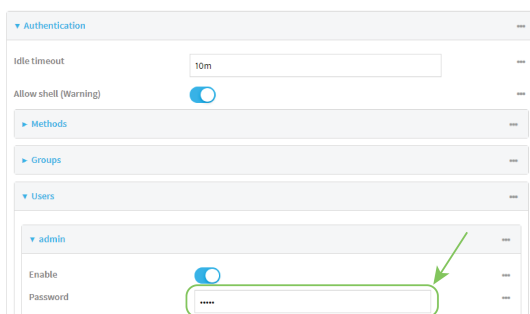 Authentication
Idle timeout
10m
Allow shell (Warning)
Methods
Groups
Users
admin
Enable
Password
•••••